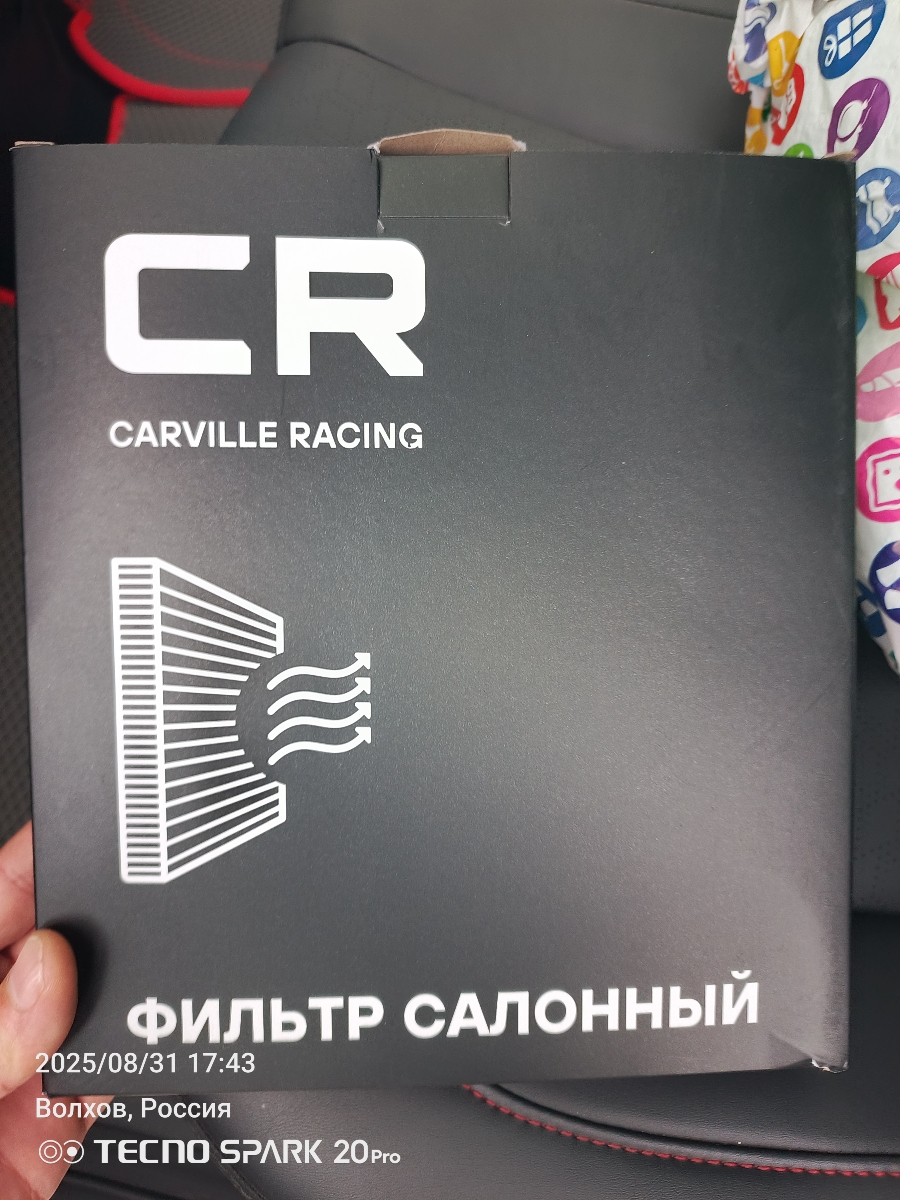 CR
CARVILLE RACING
ФИЛЬТР САЛОННЫЙ
2025/08/31 17:43
Волхов, Россия
TECNO SPARK 20Pro